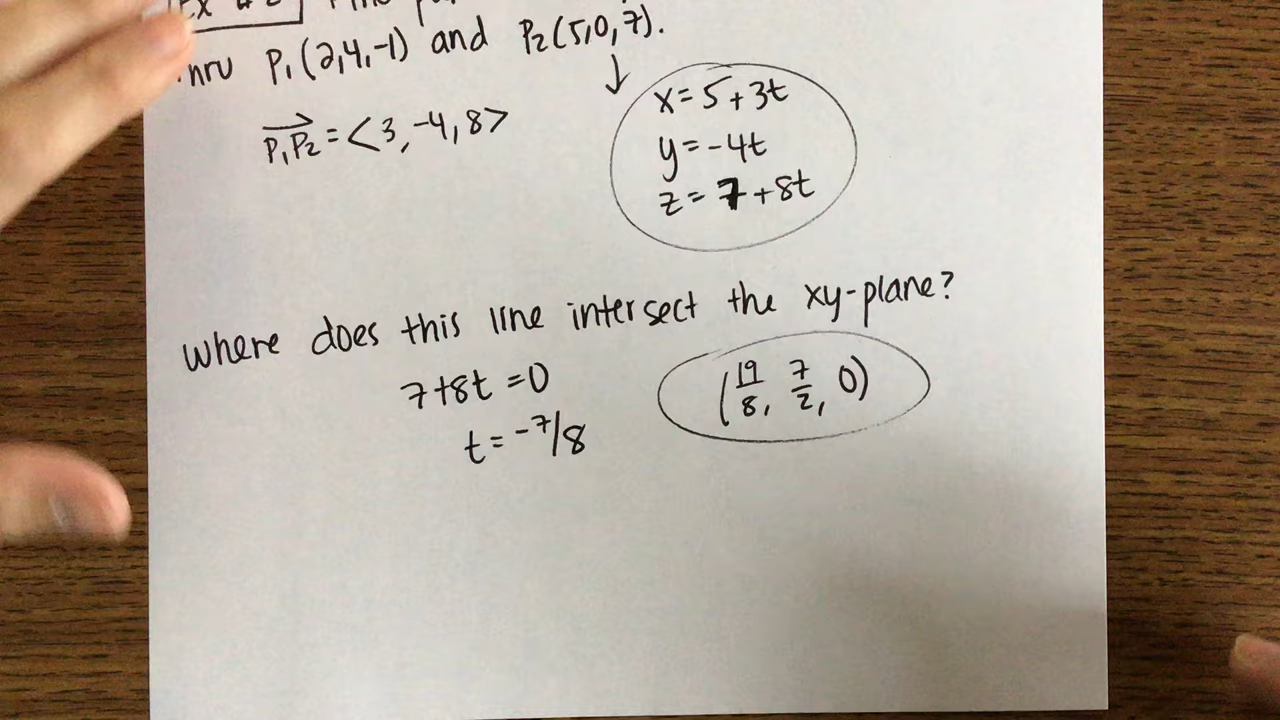 thru P₁(2,4,-1) and P₂(5,0,7).
↓
P₁P₂ = <3,-4,8>
x=5+3t
y=-4t
z=7+8t
where does this line intersect the xy-plane?
7+8t=0
t=-7/8
(19/8, 7/2, 0)